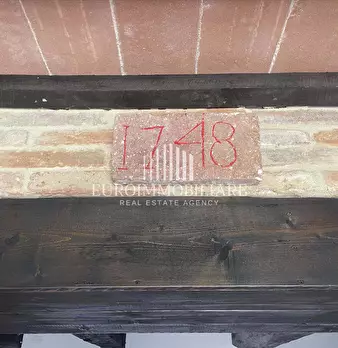 1748
EUROIMMOBILIARE
REAL ESTATE AGENCY